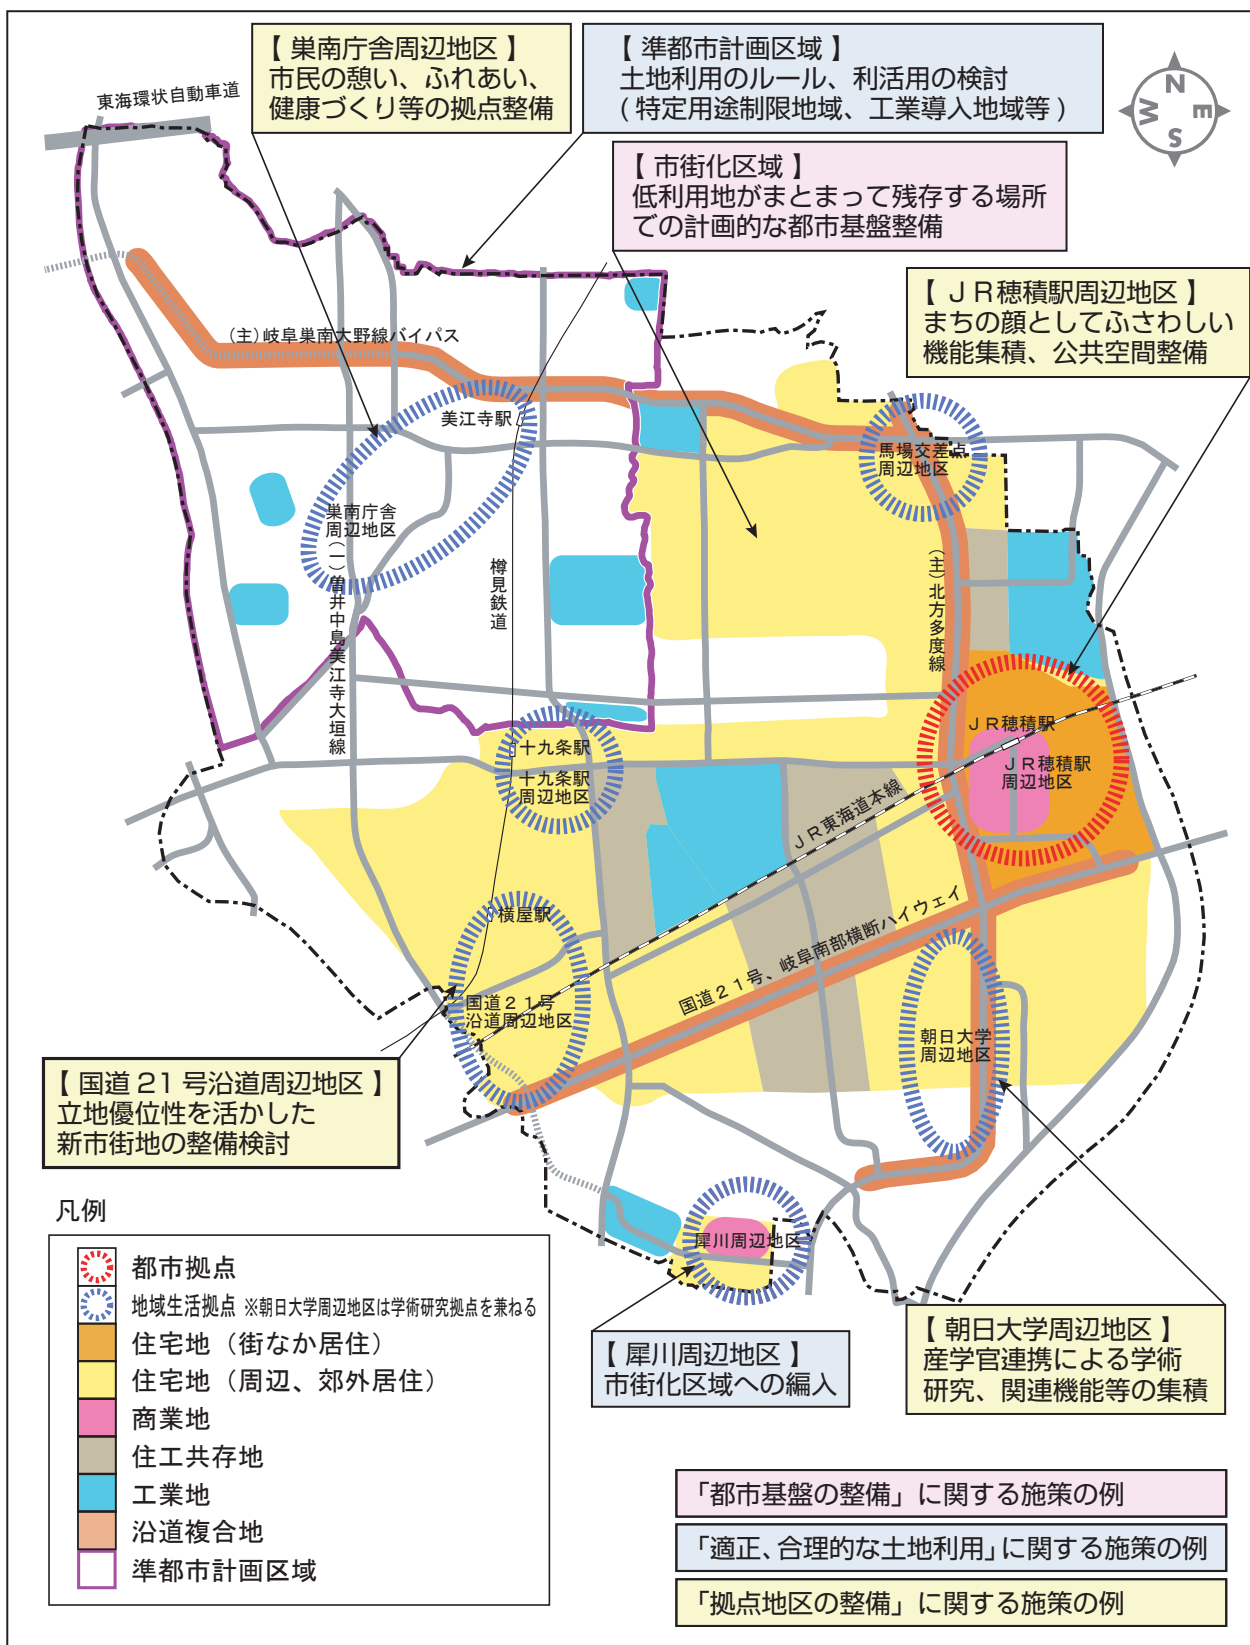 【 巣南庁舎周辺地区 】
市民の憩い、ふれあい、
健康づくり等の拠点整備
【 準都市計画区域 】
土地利用のルール、利活用の検討
( 特定用途制限地域、工業導入地域等 )
N
W
E
S
東海環状自動車道
【 市街化区域 】
低利用地がまとまって残存する場所
での計画的な都市基盤整備
【 ＪＲ穂積駅周辺地区 】
まちの顔としてふさわしい
機能集積、公共空間整備
(主)岐阜巣南大野線バイパス
美江寺駅
馬場交差点
周辺地区
巣南庁舎
周辺地区
(一)曽井中島美江寺大垣線
樽見鉄道
(主)北方多度線
ＪＲ穂積駅
ＪＲ穂積駅
周辺地区
十九条駅
十九条駅
周辺地区
ＪＲ東海道本線
横屋駅
国道２１号、岐阜南部横断ハイウェイ
国道２１号
沿道周辺地区
朝日大学
周辺地区
【 国道 21 号沿道周辺地区 】
立地優位性を活かした
新市街地の整備検討
犀川周辺地区
【 犀川周辺地区 】
市街化区域への編入
【 朝日大学周辺地区 】
産学官連携による学術
研究、関連機能等の集積
凡例
都市拠点
地域生活拠点 ※朝日大学周辺地区は学術研究拠点を兼ねる
住宅地（街なか居住）
住宅地（周辺、郊外居住）
商業地
住工共存地
工業地
沿道複合地
準都市計画区域
「都市基盤の整備」に関する施策の例
「適正、合理的な土地利用」に関する施策の例
「拠点地区の整備」に関する施策の例